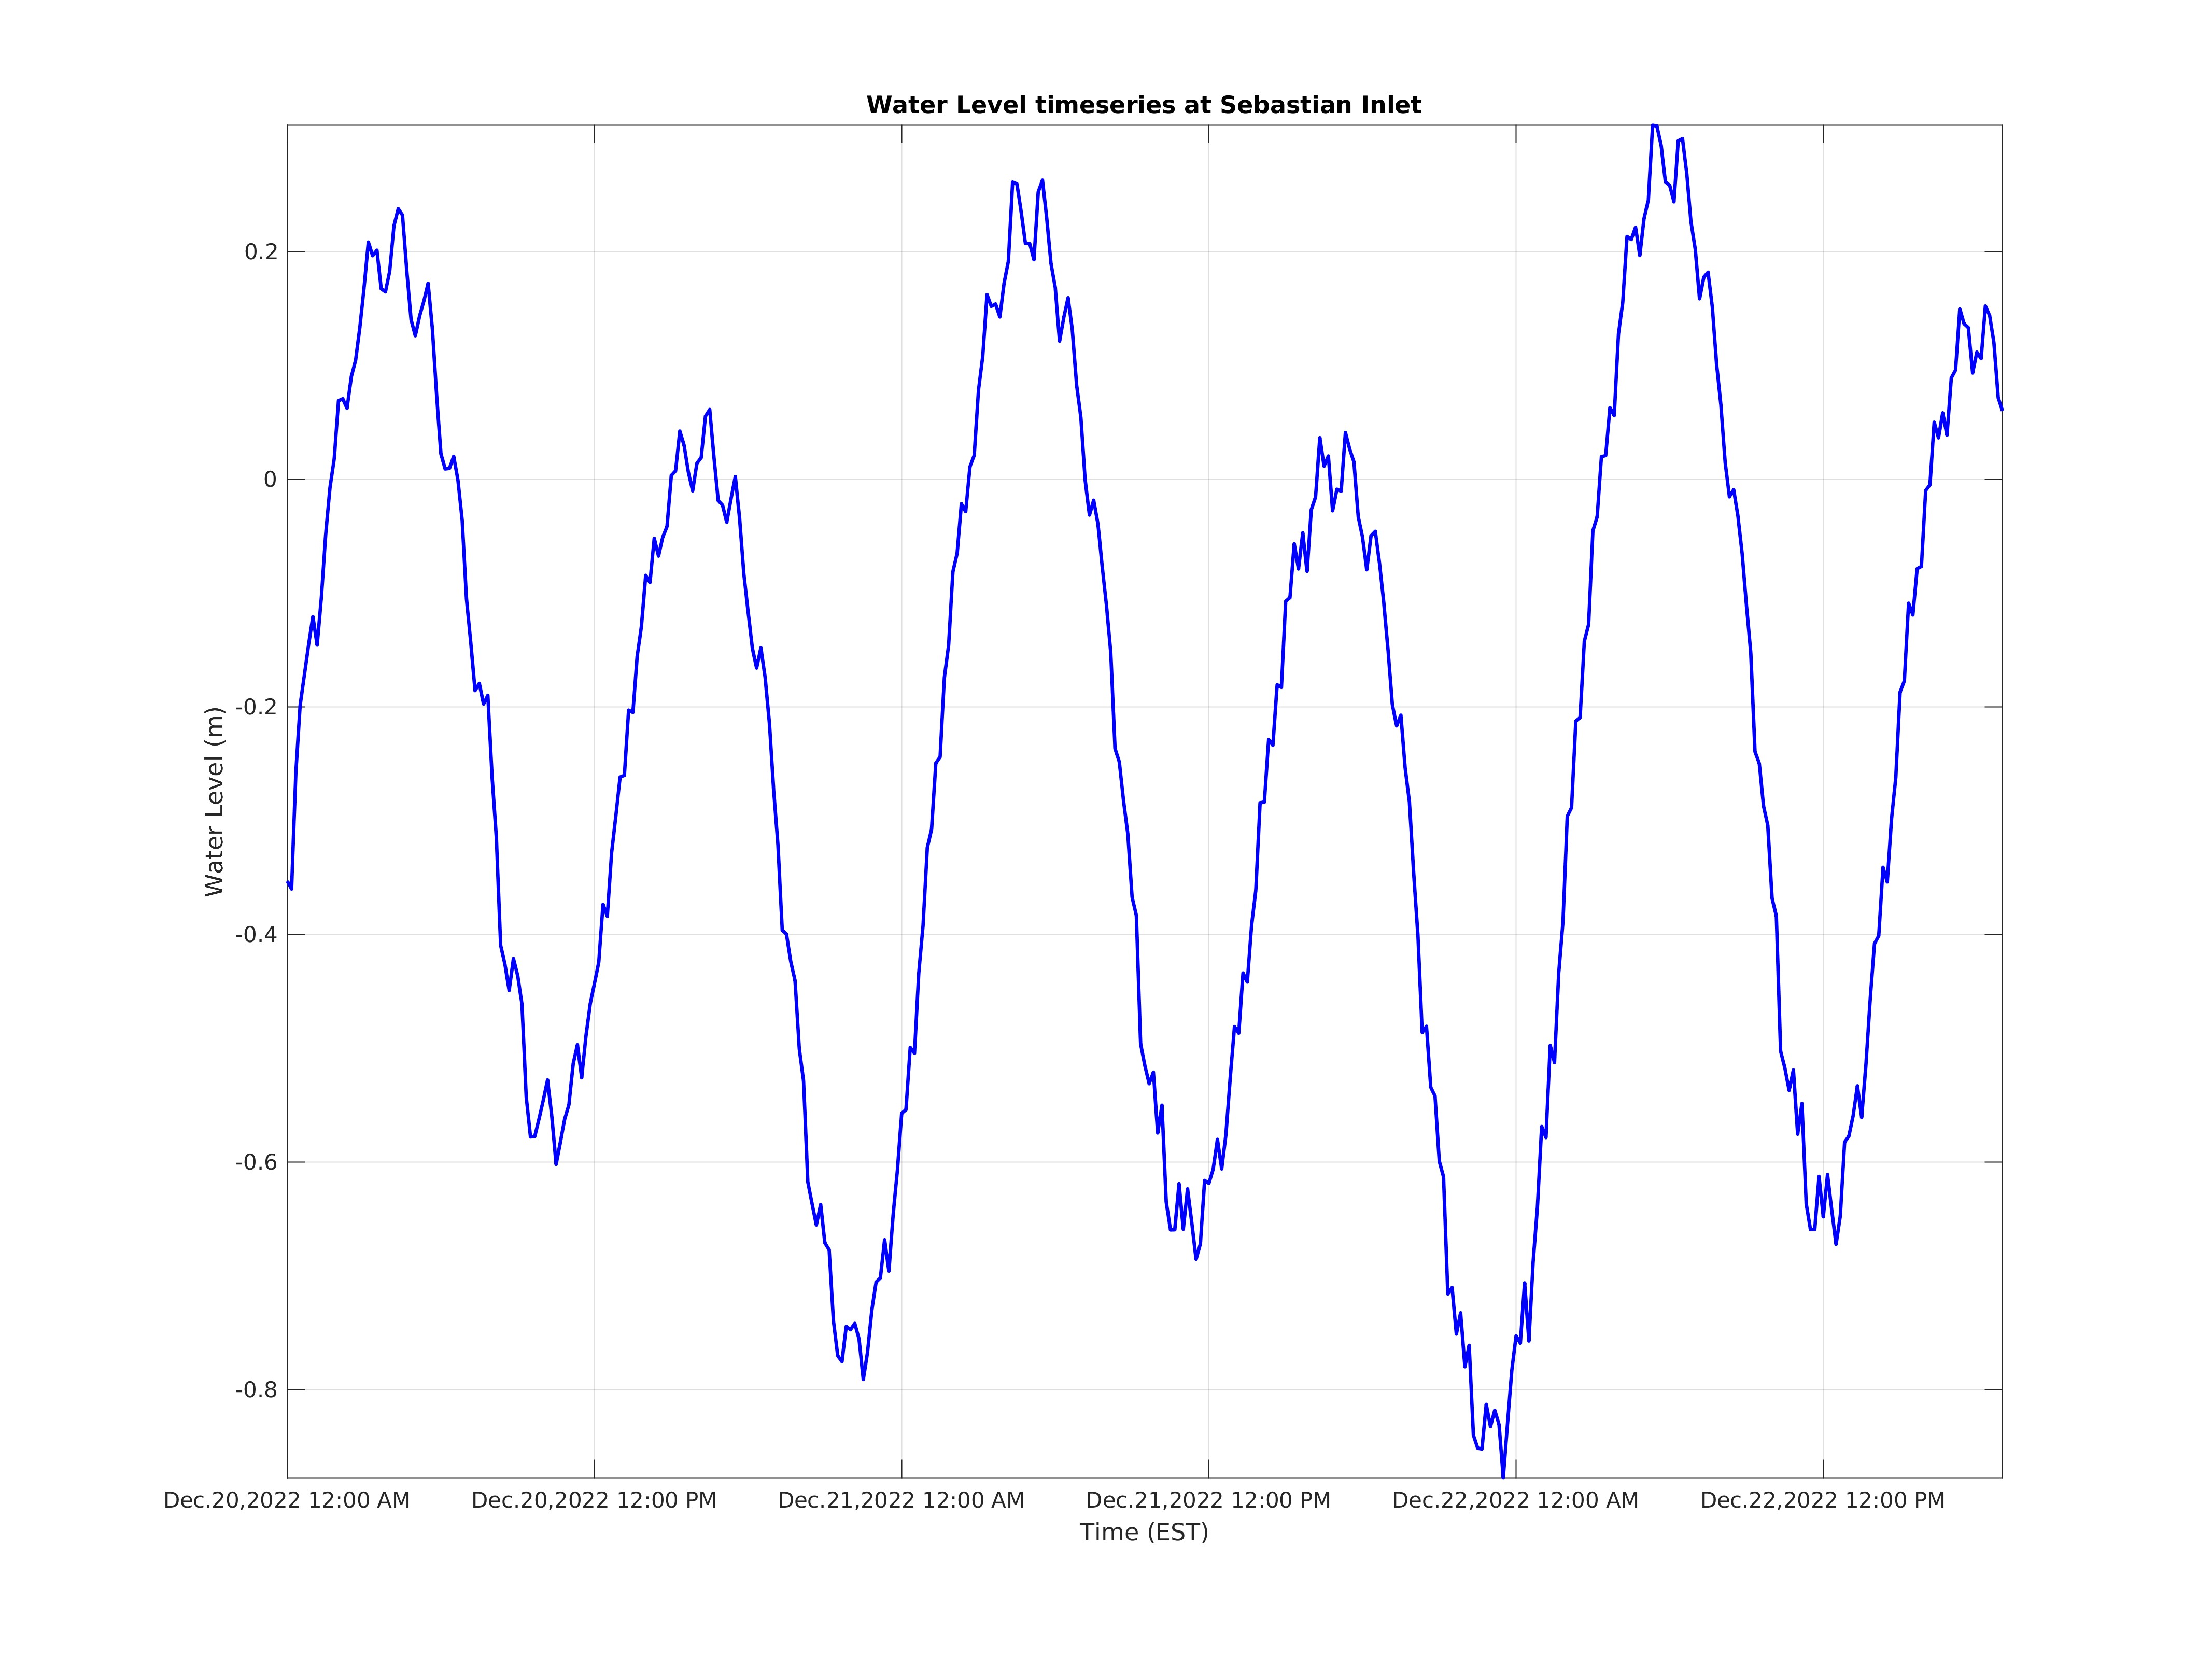 Water Level timeseries at Sebastian Inlet
0.2
0
-0.2
-0.4
-0.6
-0.8
Water Level (m)
Dec.20,2022 12:00 AM
Dec.20,2022 12:00 PM
Dec.21,2022 12:00 AM
Dec.21,2022 12:00 PM
Dec.22,2022 12:00 AM
Dec.22,2022 12:00 PM
Time (EST)